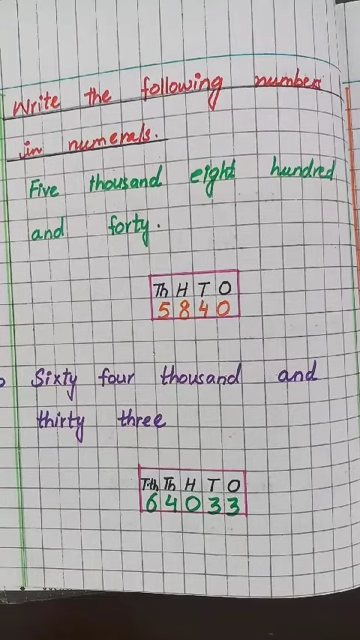 Write the following number
in numerals.
Five thousand eight hundred
and forty.
Th H T O
5 8 4 0
Sixty four thousand and
thirty three
T.th Th H T O
6 4 0 3 3